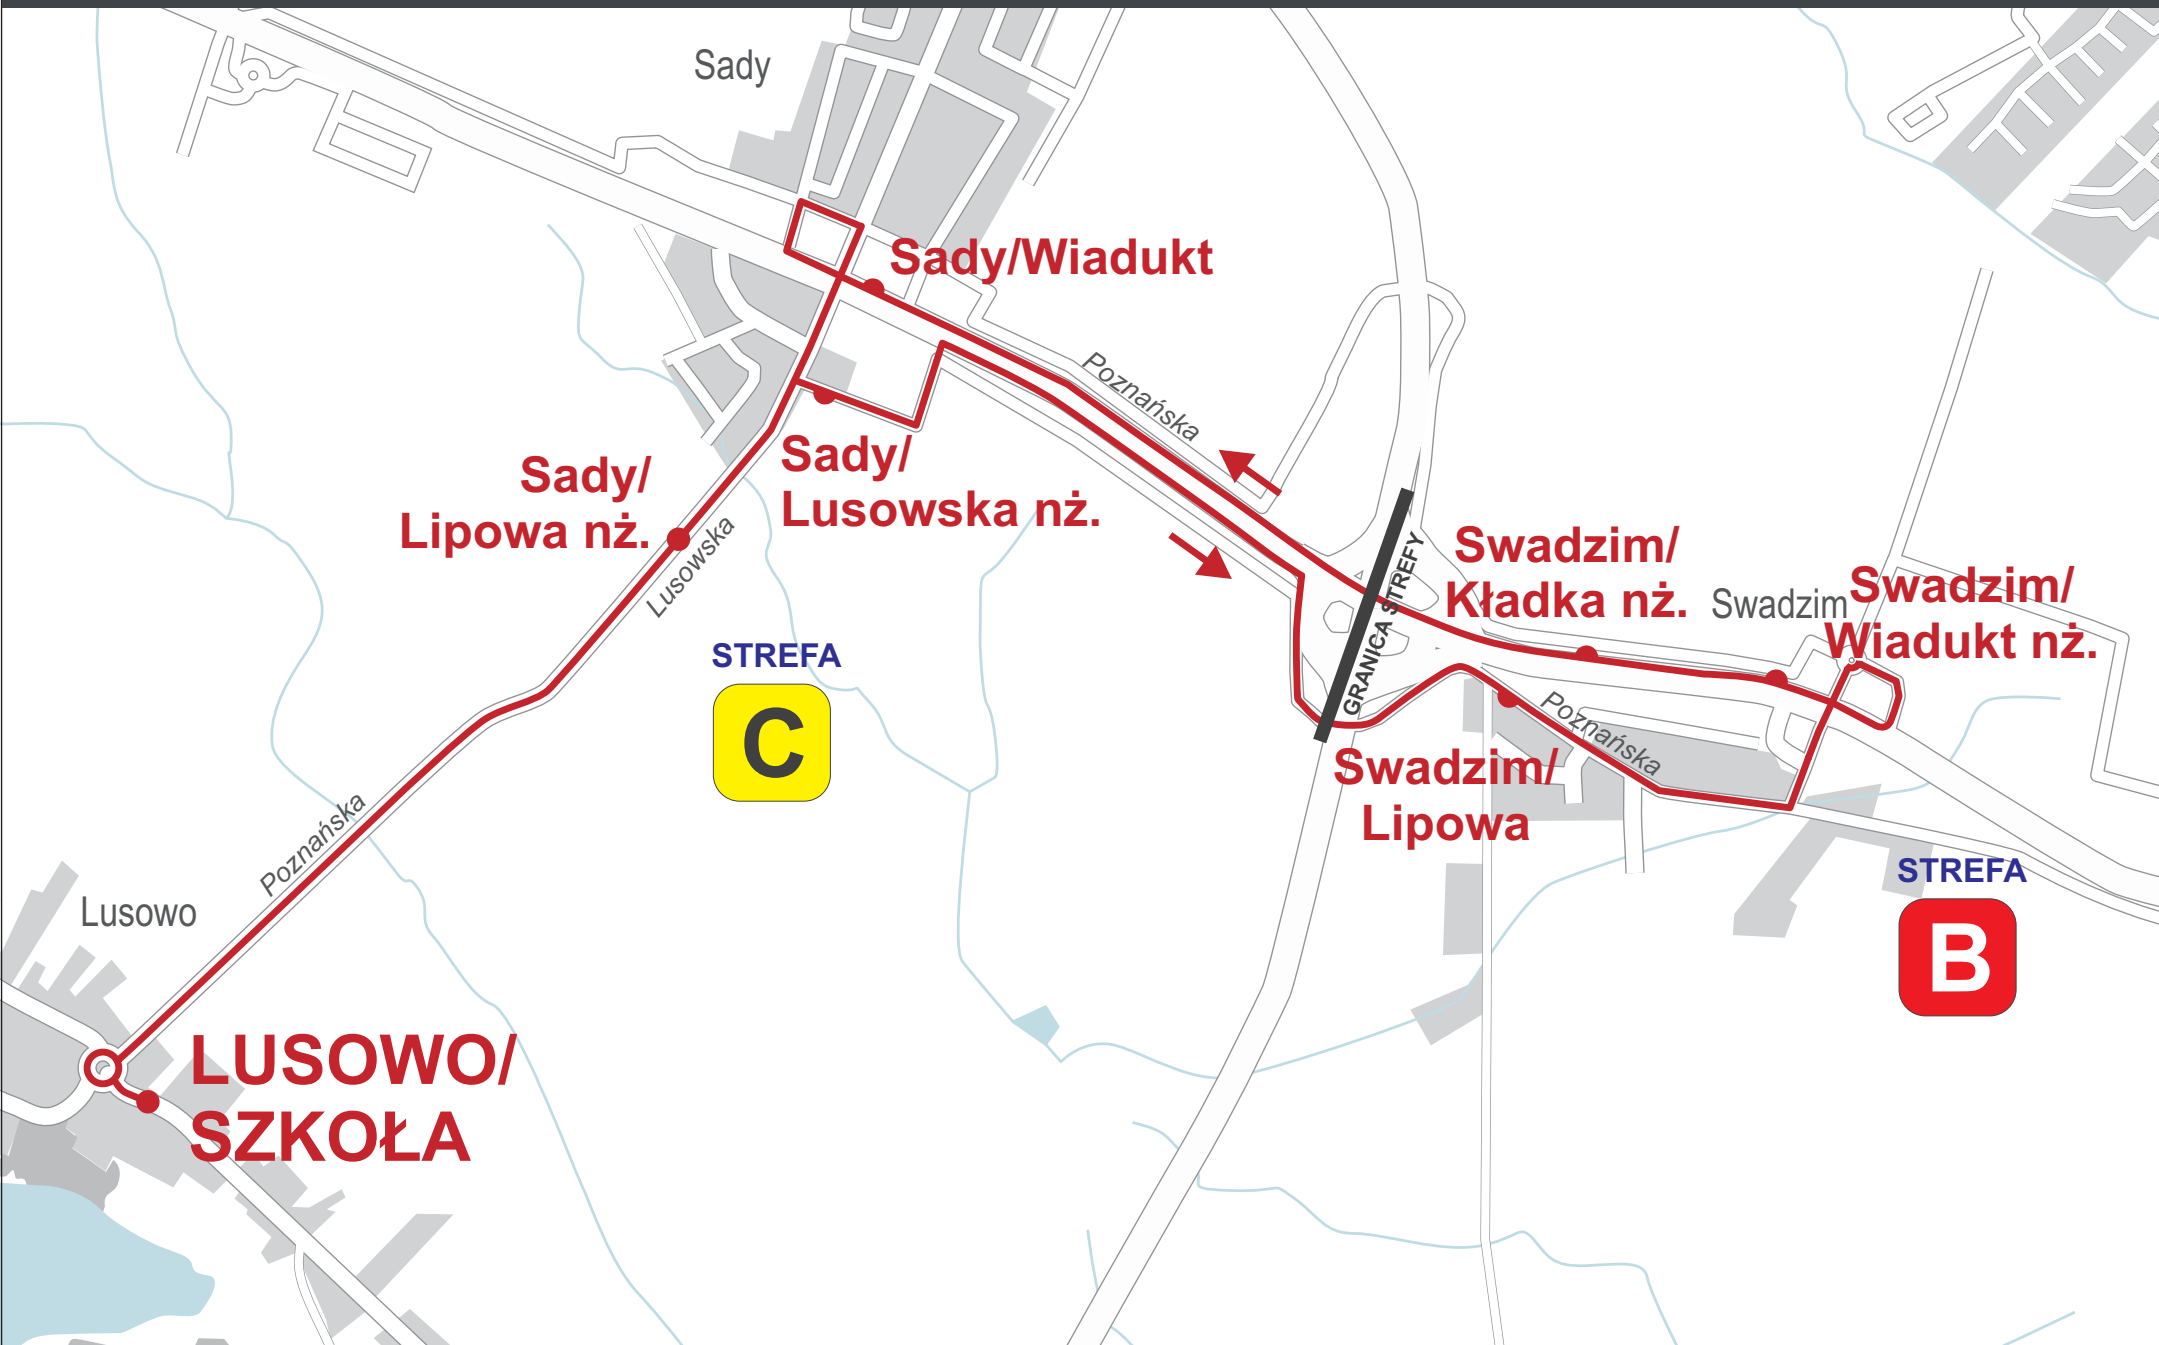 Sady
Sady/Wiadukt
Poznańska
Sady/
Lusowska nż.
Sady/
Lipowa nż.
Lusowska
GRANICA STREFY
Swadzim/
Kładka nż.
Swadzim
Swadzim/
Wiadukt nż.
STREFA
C
Poznańska
Swadzim/
Lipowa
Poznańska
STREFA
B
Lusowo
LUSOWO/
SZKOŁA